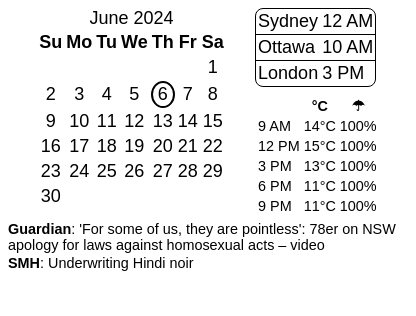 June 2024
Su Mo Tu We Th Fr Sa
1
2 3 4 5 6 7 8
9 10 11 12 13 14 15
16 17 18 19 20 21 22
23 24 25 26 27 28 29
30
Sydney 12 AM
Ottawa 10 AM
London 3 PM
°C ☂
9 AM 14°C 100%
12 PM 15°C 100%
3 PM 13°C 100%
6 PM 11°C 100%
9 PM 11°C 100%
Guardian: 'For some of us, they are pointless': 78er on NSW
apology for laws against homosexual acts – video
SMH: Underwriting Hindi noir